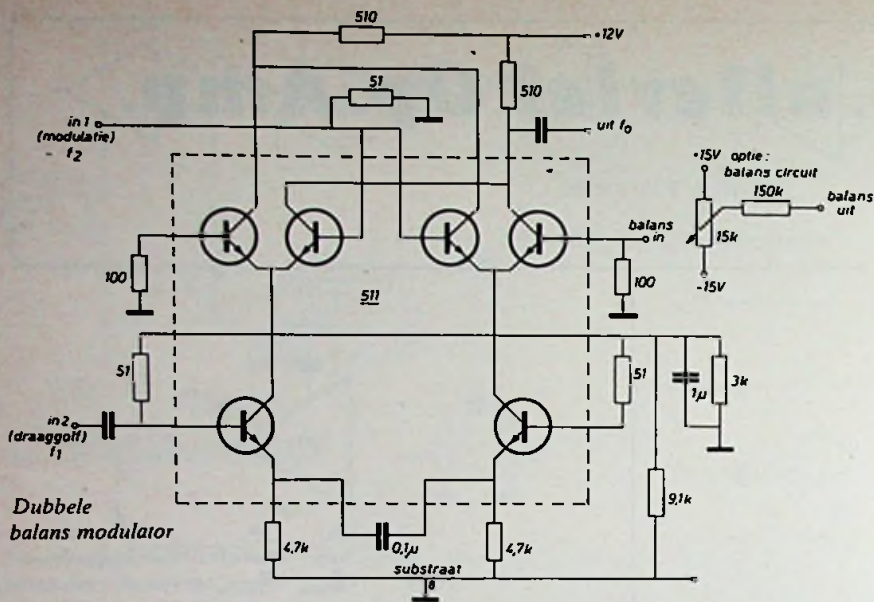 510
+12V
51
510
in 1
(modulatie)
f2
uit f0
+15V
optie:
balans circuit
150k
balans
uit
15k
-15V
balans
in
100
511
100
51
51
1µ
3k
in 2
(draaggolf)
f1
Dubbele
balans modulator
9,1k
4,7k
0,1µ
4,7k
substraat
8